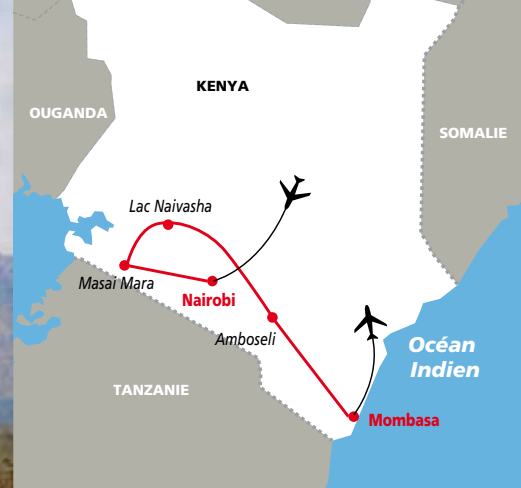 KENYA
OUGANDA
SOMALIE
Lac Naivasha
Masai Mara
Nairobi
Amboseli
Océan
Indien
TANZANIE
Mombasa